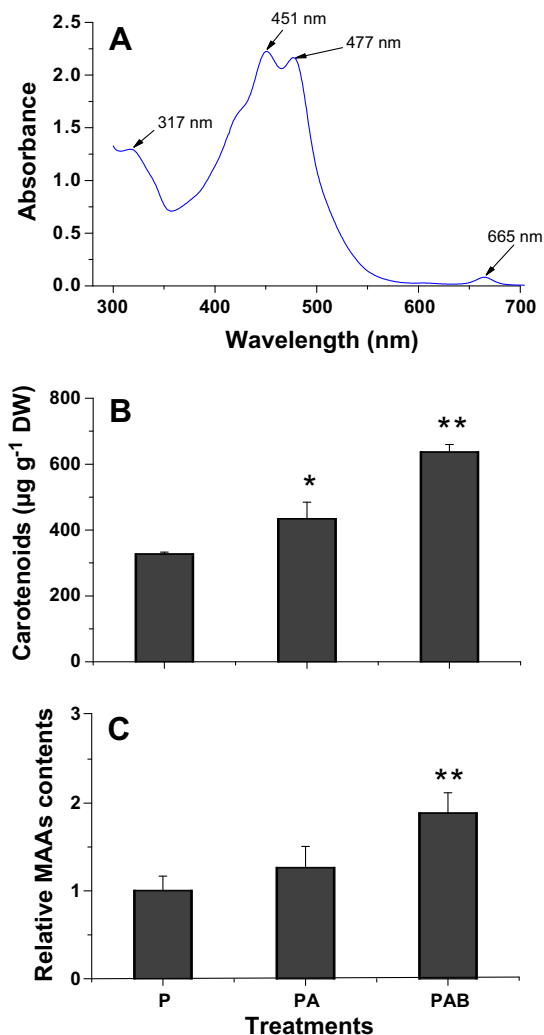 A
451 nm
477 nm
317 nm
665 nm
Absorbance
2.5
2.0
1.5
1.0
0.5
0.0
300 400 500 600 700
Wavelength (nm)
B
Carotenoids (µg g⁻¹ DW)
800
600
400
200
0
*
**
C
Relative MAAs contents
3
2
1
0
**
P PA PAB
Treatments